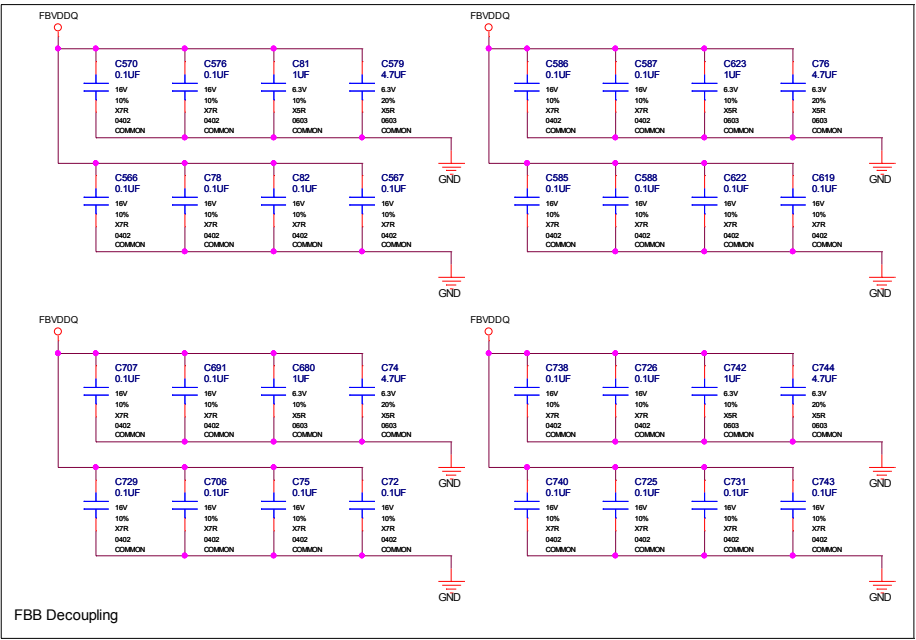 FBVDDQ
C570
0.1UF
16V
10%
X7R
0402
COMMON
C576
0.1UF
16V
10%
X7R
0402
COMMON
C81
1UF
6.3V
10%
X5R
0603
COMMON
C579
4.7UF
6.3V
20%
X5R
0603
COMMON
GND
C566
0.1UF
16V
10%
X7R
0402
COMMON
C78
0.1UF
16V
10%
X7R
0402
COMMON
C82
0.1UF
16V
10%
X7R
0402
COMMON
C567
0.1UF
16V
10%
X7R
0402
COMMON
GND
FBVDDQ
C586
0.1UF
16V
10%
X7R
0402
COMMON
C587
0.1UF
16V
10%
X7R
0402
COMMON
C623
1UF
6.3V
10%
X5R
0603
COMMON
C76
4.7UF
6.3V
20%
X5R
0603
COMMON
GND
C585
0.1UF
16V
10%
X7R
0402
COMMON
C588
0.1UF
16V
10%
X7R
0402
COMMON
C622
0.1UF
16V
10%
X7R
0402
COMMON
C619
0.1UF
16V
10%
X7R
0402
COMMON
GND
FBVDDQ
C707
0.1UF
16V
10%
X7R
0402
COMMON
C691
0.1UF
16V
10%
X7R
0402
COMMON
C680
1UF
6.3V
10%
X5R
0603
COMMON
C74
4.7UF
6.3V
20%
X5R
0603
COMMON
GND
C729
0.1UF
16V
10%
X7R
0402
COMMON
C706
0.1UF
16V
10%
X7R
0402
COMMON
C75
0.1UF
16V
10%
X7R
0402
COMMON
C72
0.1UF
16V
10%
X7R
0402
COMMON
GND
FBVDDQ
C738
0.1UF
16V
10%
X7R
0402
COMMON
C726
0.1UF
16V
10%
X7R
0402
COMMON
C742
1UF
6.3V
10%
X5R
0603
COMMON
C744
4.7UF
6.3V
20%
X5R
0603
COMMON
GND
C740
0.1UF
16V
10%
X7R
0402
COMMON
C725
0.1UF
16V
10%
X7R
0402
COMMON
C731
0.1UF
16V
10%
X7R
0402
COMMON
C743
0.1UF
16V
10%
X7R
0402
COMMON
GND
FBB Decoupling